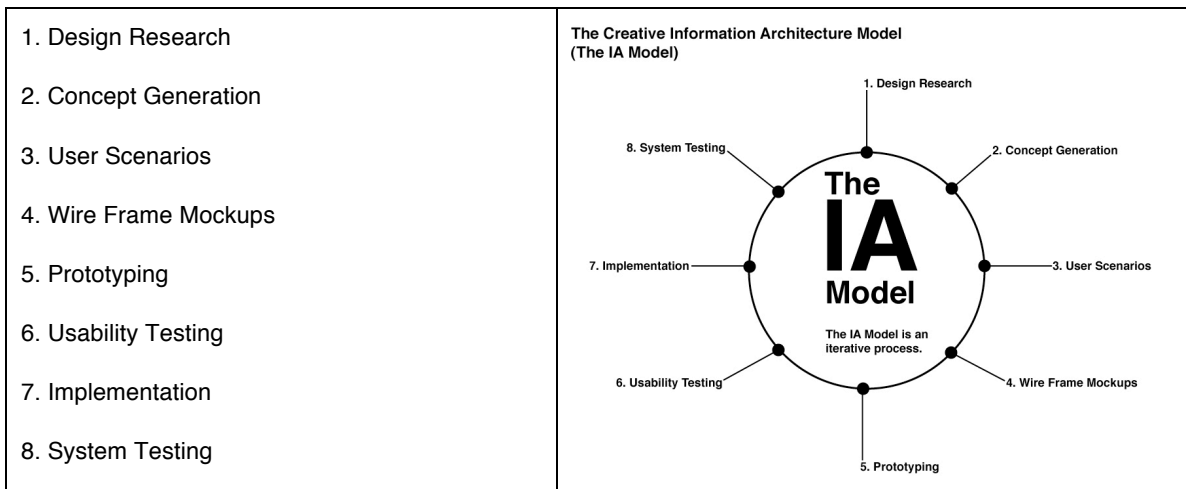 1. Design Research
2. Concept Generation
3. User Scenarios
4. Wire Frame Mockups
5. Prototyping
6. Usability Testing
7. Implementation
8. System Testing
The Creative Information Architecture Model
(The IA Model)
1. Design Research
2. Concept Generation
3. User Scenarios
4. Wire Frame Mockups
5. Prototyping
6. Usability Testing
7. Implementation
8. System Testing
The
IA
Model
The IA Model is an
iterative process.